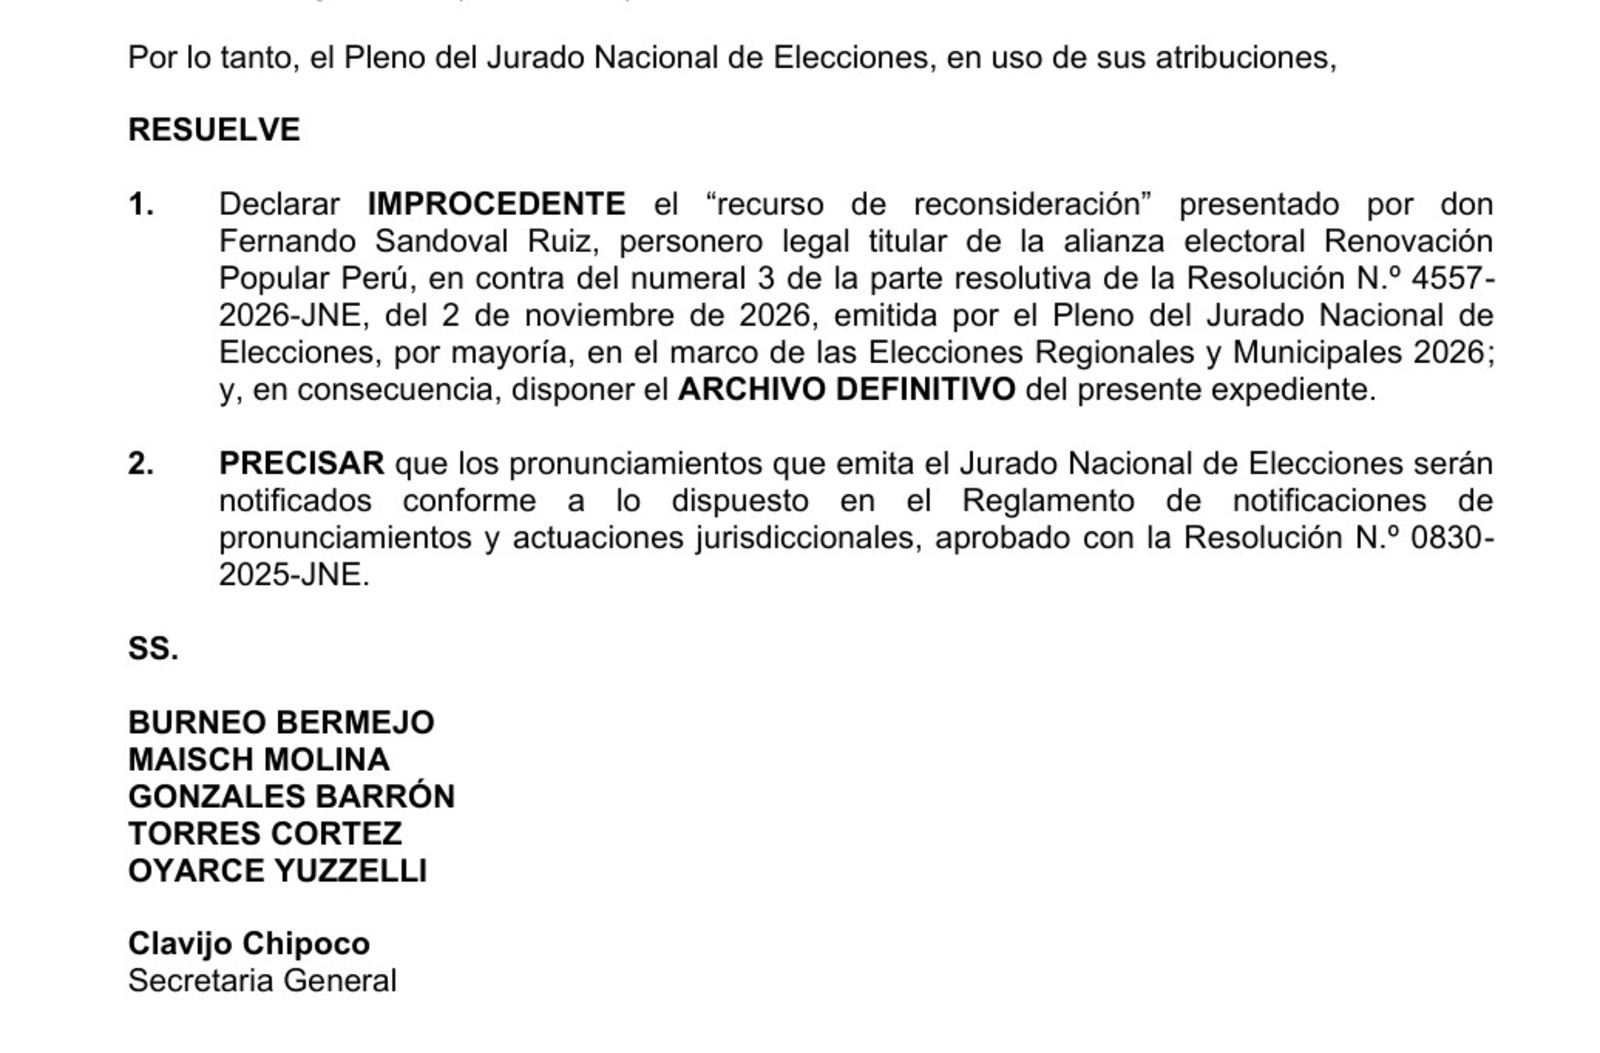 Por lo tanto, el Pleno del Jurado Nacional de Elecciones, en uso de sus atribuciones,
RESUELVE
1. Declarar IMPROCEDENTE el “recurso de reconsideración” presentado por don
Fernando Sandoval Ruiz, personero legal titular de la alianza electoral Renovación
Popular Perú, en contra del numeral 3 de la parte resolutiva de la Resolución N.º 4557-
2026-JNE, del 2 de noviembre de 2026, emitida por el Pleno del Jurado Nacional de
Elecciones, por mayoría, en el marco de las Elecciones Regionales y Municipales 2026;
y, en consecuencia, disponer el ARCHIVO DEFINITIVO del presente expediente.
2. PRECISAR que los pronunciamientos que emita el Jurado Nacional de Elecciones serán
notificados conforme a lo dispuesto en el Reglamento de notificaciones de
pronunciamientos y actuaciones jurisdiccionales, aprobado con la Resolución N.º 0830-
2025-JNE.
SS.
BURNEO BERMEJO
MAISCH MOLINA
GONZALES BARRÓN
TORRES CORTEZ
OYARCE YUZZELLI
Clavijo Chipoco
Secretaria General